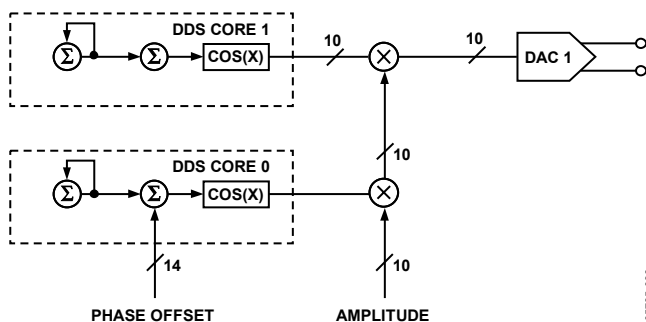 DDS CORE 1
Σ
Σ
COS(X)
10
×
10
DAC 1
10
DDS CORE 0
Σ
Σ
COS(X)
×
14
10
PHASE OFFSET
AMPLITUDE